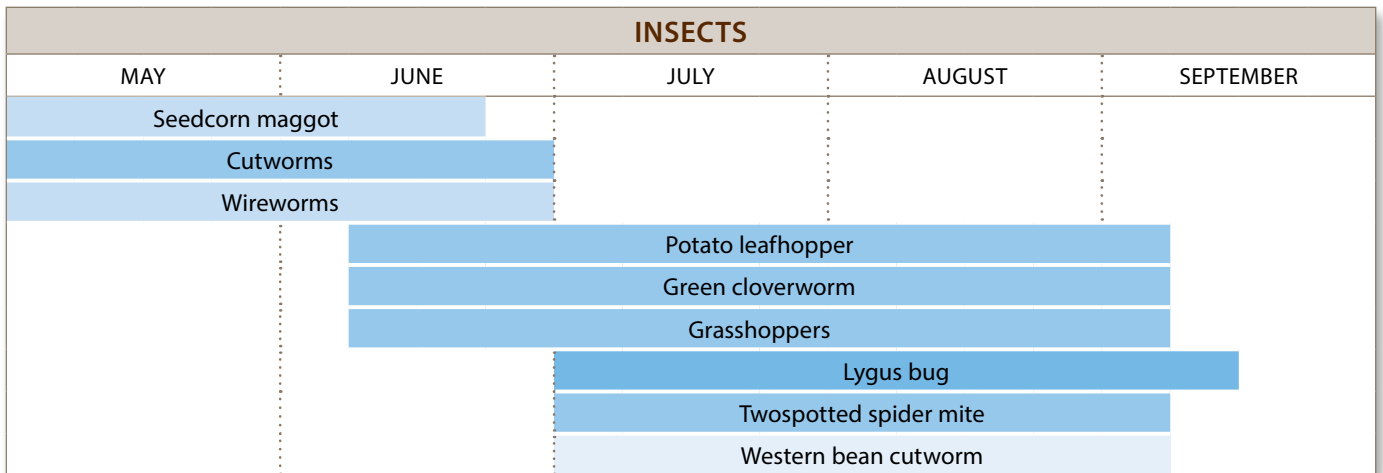 INSECTS
MAY JUNE JULY AUGUST SEPTEMBER
Seedcorn maggot
Cutworms
Wireworms
Potato leafhopper
Green cloverworm
Grasshoppers
Lygus bug
Twospotted spider mite
Western bean cutworm